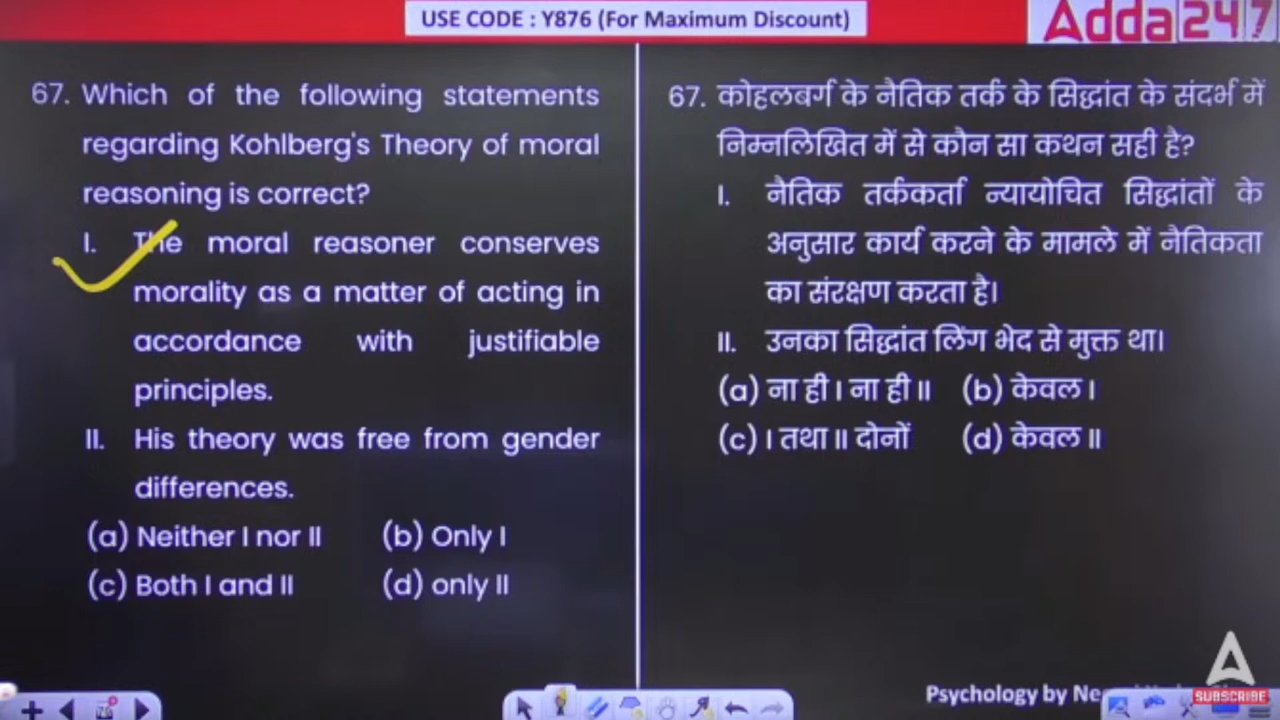 USE CODE : Y876 (For Maximum Discount)
Adda247
67. Which of the following statements
regarding Kohlberg's Theory of moral
reasoning is correct?
I. The moral reasoner conserves
morality as a matter of acting in
accordance with justifiable
principles.
II. His theory was free from gender
differences.
(a) Neither I nor II (b) Only I
(c) Both I and II (d) only II
67. कोहलबर्ग के नैतिक तर्क के सिद्धांत के संदर्भ में
निम्नलिखित में से कौन सा कथन सही है?
I. नैतिक तर्ककर्ता न्यायोचित सिद्धांतों के
अनुसार कार्य करने के मामले में नैतिकता
का संरक्षण करता है।
II. उनका सिद्धांत लिंग भेद से मुक्त था।
(a) ना ही I ना ही II (b) केवल I
(c) I तथा II दोनों (d) केवल II
Psychology by
SUBSCRIBE